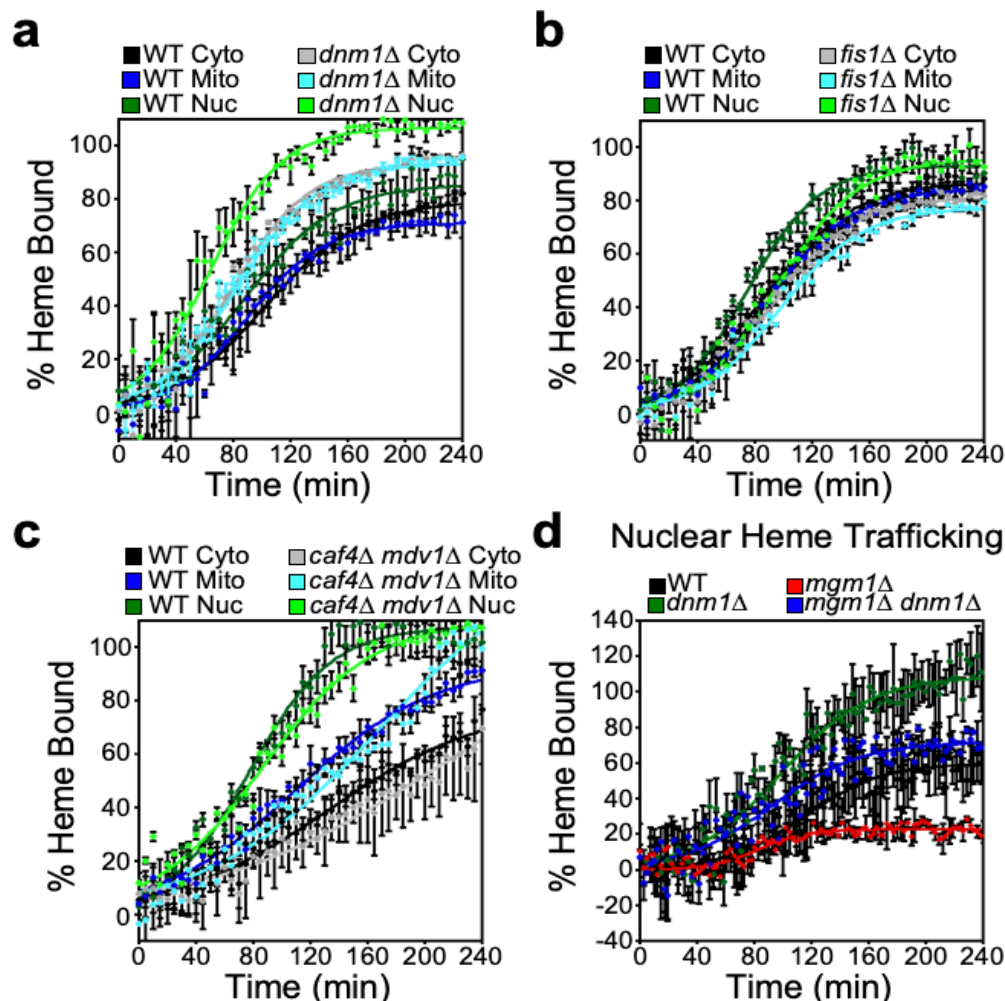 a
WT Cyto dnm1Δ Cyto
WT Mito dnm1Δ Mito
WT Nuc dnm1Δ Nuc
% Heme Bound
100
80
60
40
20
0
0 40 80 120 160 200 240
Time (min)
b
WT Cyto fis1Δ Cyto
WT Mito fis1Δ Mito
WT Nuc fis1Δ Nuc
% Heme Bound
100
80
60
40
20
0
0 40 80 120 160 200 240
Time (min)
c
WT Cyto caf4Δ mdv1Δ Cyto
WT Mito caf4Δ mdv1Δ Mito
WT Nuc caf4Δ mdv1Δ Nuc
% Heme Bound
100
80
60
40
20
0
0 40 80 120 160 200 240
Time (min)
d Nuclear Heme Trafficking
WT mgm1Δ
dnm1Δ mgm1Δ dnm1Δ
% Heme Bound
140
120
100
80
60
40
20
0
-20
-40
0 40 80 120 160 200 240
Time (min)